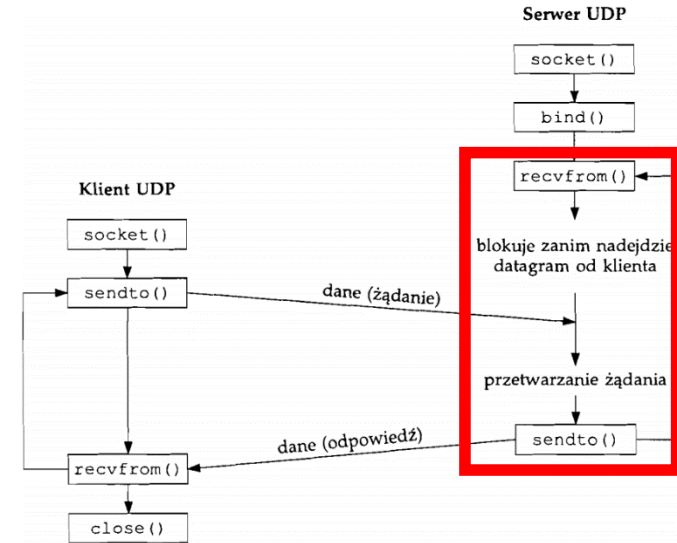 Serwer UDP
socket()
bind()
recvfrom()
blokuje zanim nadejdzie
datagram od klienta
przetwarzanie żądania
sendto()
Klient UDP
socket()
sendto()
dane (żądanie)
dane (odpowiedź)
recvfrom()
close()